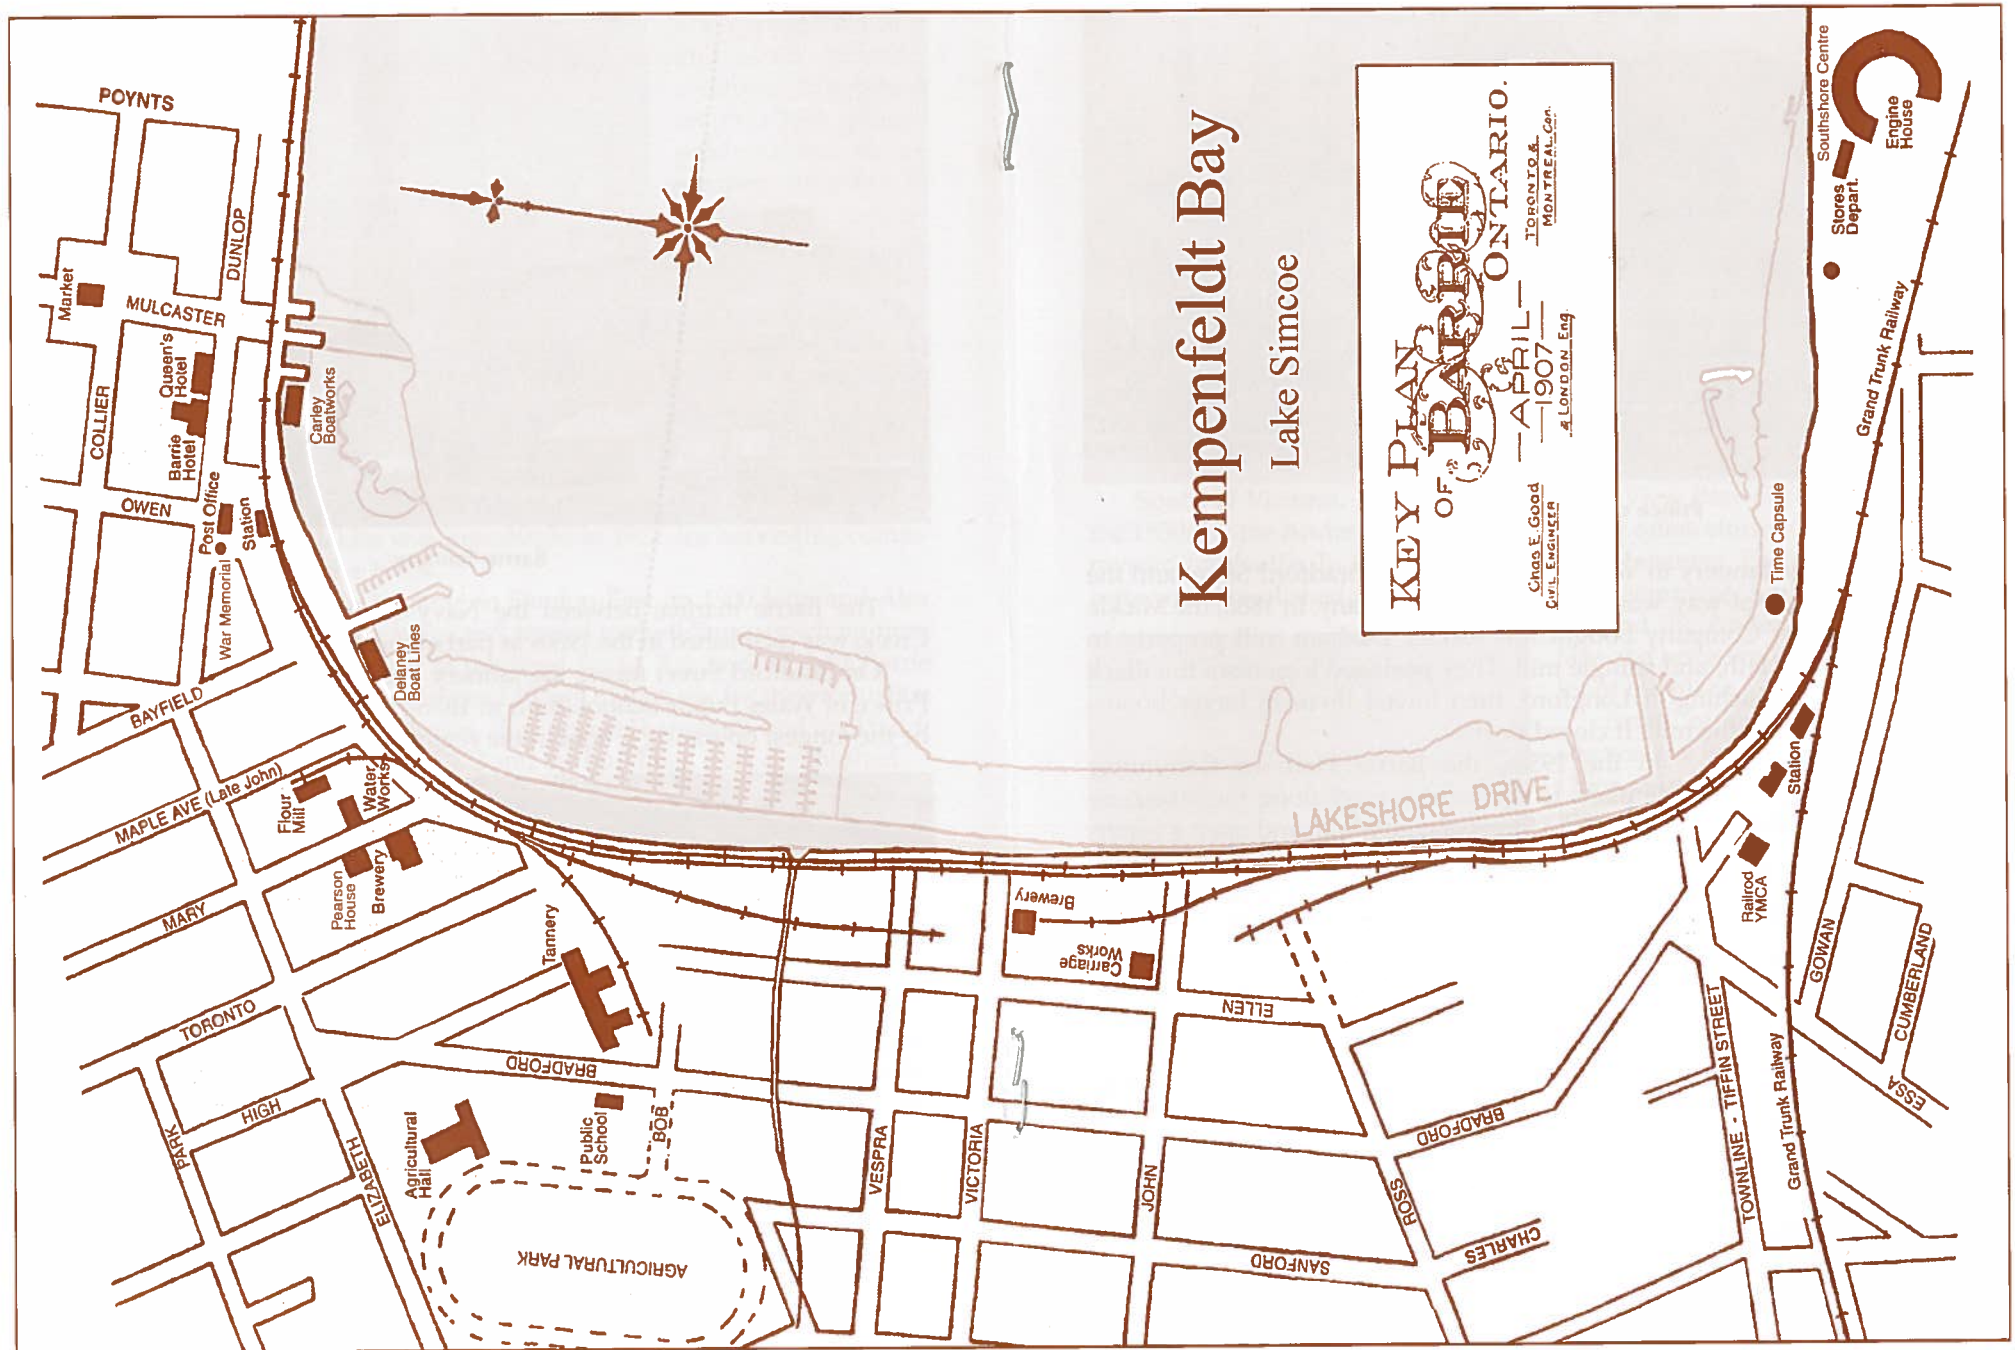 POYNTS
DUNLOP
Market
MULCASTER
COLLIER
Queen's
Hotel
Barrie
Hotel
Carley
Boatworks
OWEN
Post Office
Station
War Memorial
Delaney
Boat Lines
BAYFIELD
MAPLE AVE (Late John)
Flour
Mill
Water
Works
Pearson
House
Brewery
MARY
TORONTO
Tannery
PARK
HIGH
ELIZABETH
BRADFORD
Agricultural
Hall
Public
School
BOB
AGRICULTURAL PARK
Kempenfeldt Bay
Lake Simcoe
KEY PLAN
OF
BARRIE
ONTARIO.
APRIL
1907
Chas E. Good
CIVIL ENGINEER
TORONTO &
MONTREAL. Can.
& LONDON Eng.
LAKESHORE DRIVE
Brewery
Carriage
Works
ELLEN
VESPRA
VICTORIA
JOHN
SANFORD
ROSS
CHARLES
BRADFORD
TOWNLINE - TIFFIN STREET
Grand Trunk Railway
GOWAN
CUMBERLAND
ESSA
Railrod
YMCA
Station
Time Capsule
Grand Trunk Railway
Stores
Depart.
Southshore Centre
Engine
House